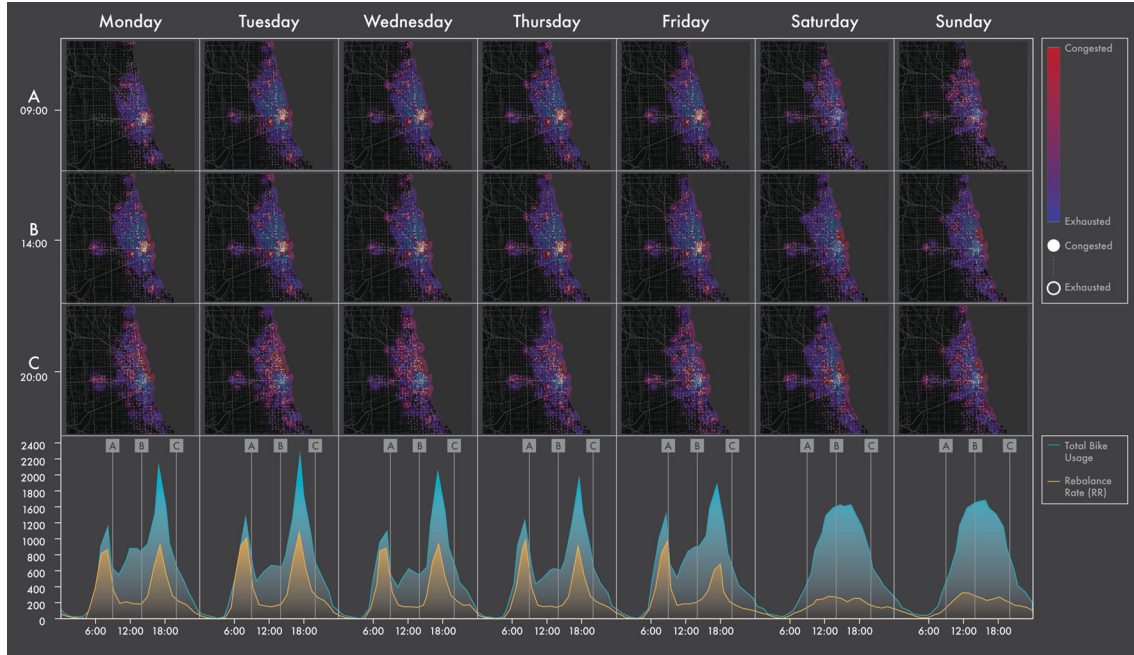 Monday Tuesday Wednesday Thursday Friday Saturday Sunday
A
09:00
B
14:00
C
20:00
Congested
Exhausted
Congested
Exhausted
2400
2200
2000
1800
1600
1400
1200
1000
800
600
400
200
0
A B C A B C A B C A B C A B C A B C A B C
6:00 12:00 18:00 6:00 12:00 18:00 6:00 12:00 18:00 6:00 12:00 18:00 6:00 12:00 18:00 6:00 12:00 18:00 6:00 12:00 18:00
Total Bike
Usage
Rebalance
Rate (RR)